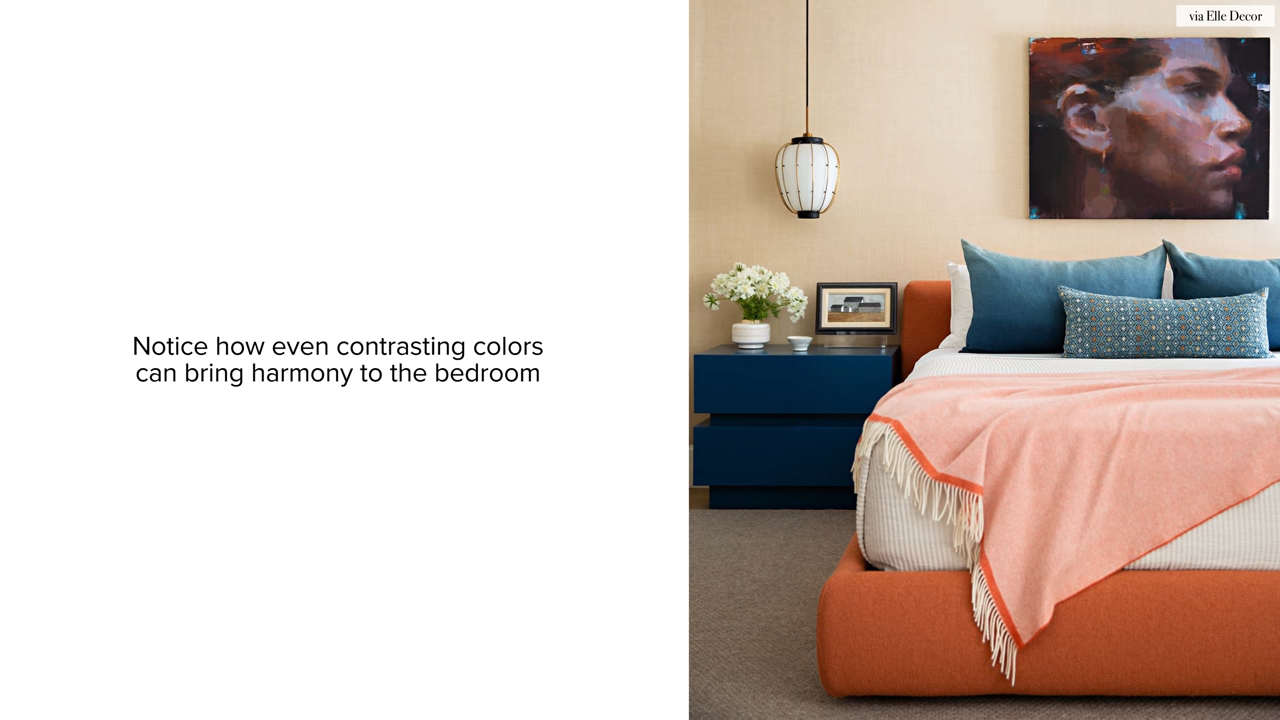 via Elle Decor
Notice how even contrasting colors
can bring harmony to the bedroom